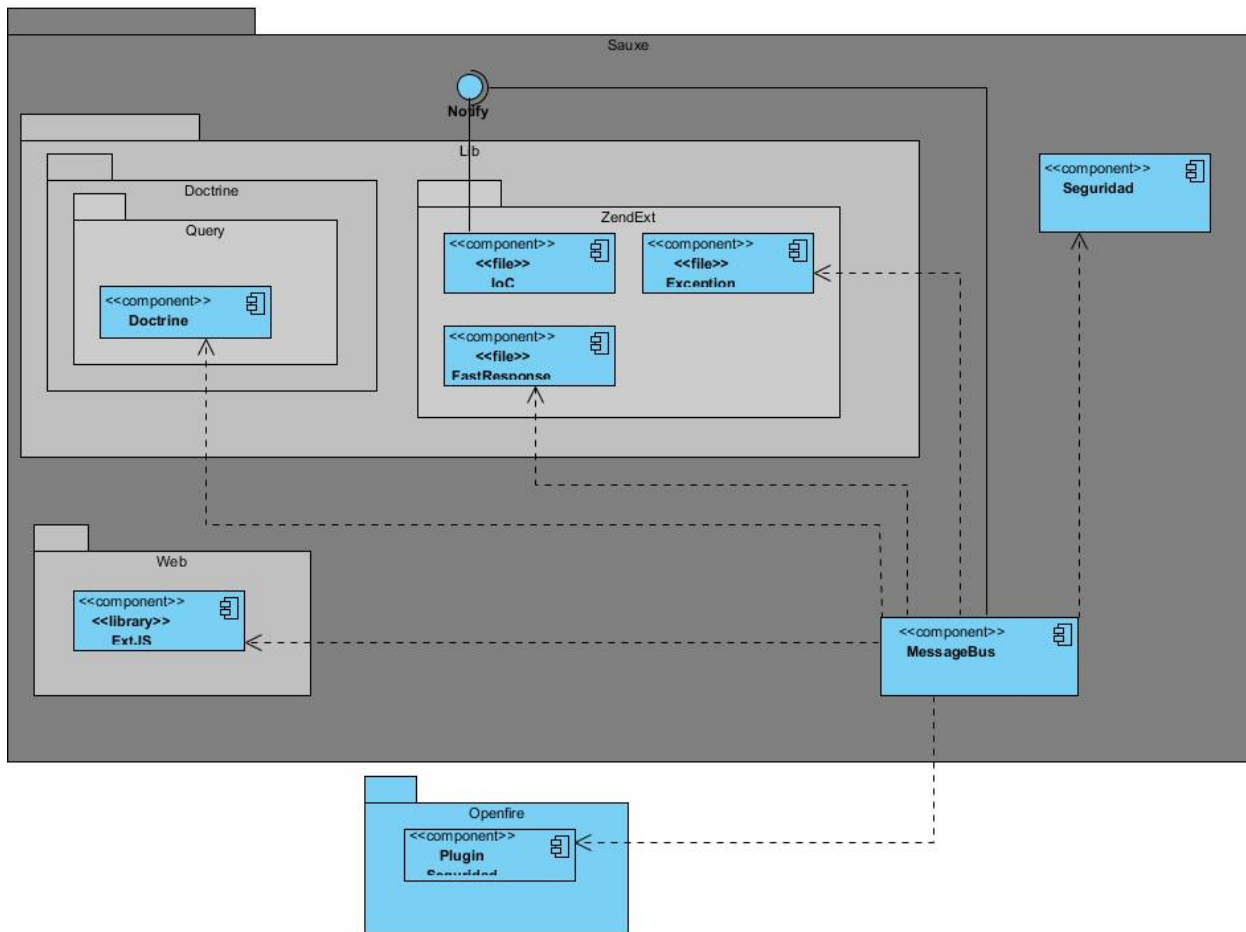 Sauxe
Notify
Lib
Doctrine
Query
<<component>>
Doctrine
ZendExt
<<component>>
<<file>>
IoC
<<component>>
<<file>>
Exception
<<component>>
<<file>>
FastResponse
<<component>>
Seguridad
Web
<<component>>
<<library>>
ExtJS
<<component>>
MessageBus
Openfire
<<component>>
Plugin
Seguridad